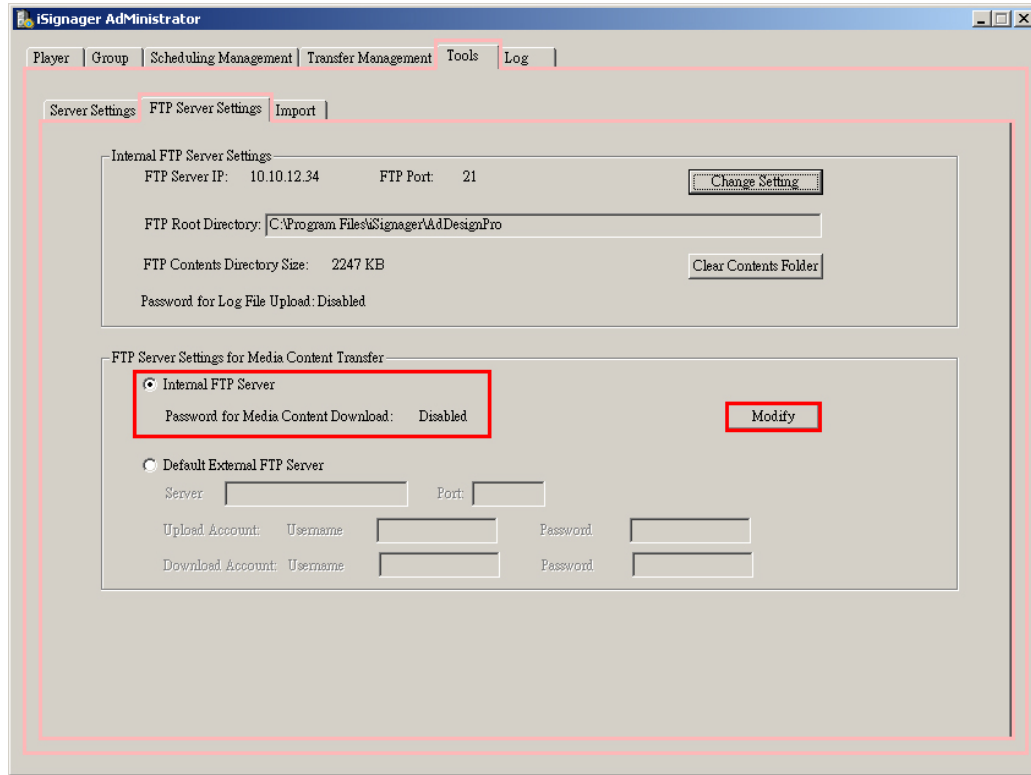 iSignager AdMinistrator
Player Group Scheduling Management Transfer Management Tools Log
Server Settings FTP Server Settings Import
Internal FTP Server Settings
FTP Server IP: 10.10.12.34 FTP Port: 21 Change Setting
FTP Root Directory: C:\Program Files\iSignager\AdDesignPro
FTP Contents Directory Size: 2247 KB Clear Contents Folder
Password for Log File Upload: Disabled
FTP Server Settings for Media Content Transfer
Internal FTP Server
Password for Media Content Download: Disabled Modify
Default External FTP Server
Server Port:
Upload Account: Username Password
Download Account: Username Password